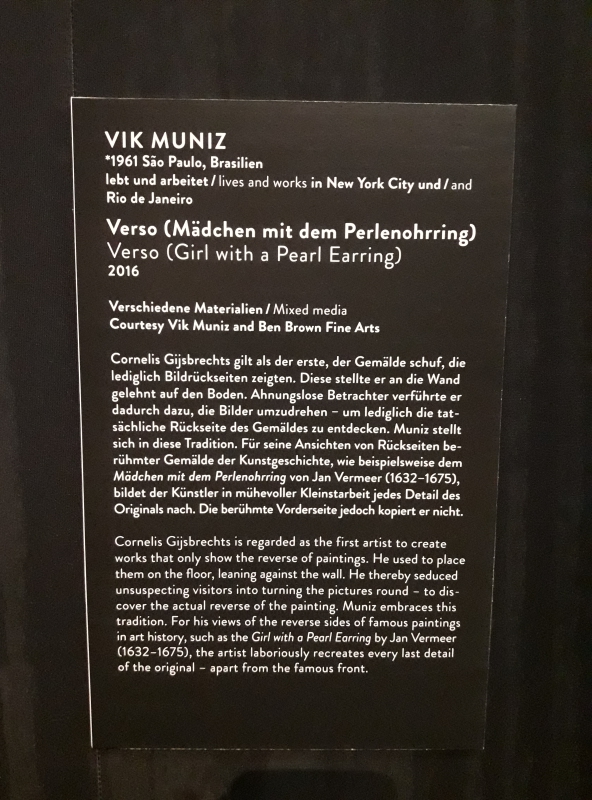 VIK MUNIZ
*1961 São Paulo, Brasilien
lebt und arbeitet / lives and works in New York City und / and
Rio de Janeiro
Verso (Mädchen mit dem Perlenohrring)
Verso (Girl with a Pearl Earring)
2016
Verschiedene Materialien / Mixed media
Courtesy Vik Muniz and Ben Brown Fine Arts
Cornelis Gijsbrechts gilt als der erste, der Gemälde schuf, die
lediglich Bildrückseiten zeigten. Diese stellte er an die Wand
gelehnt auf den Boden. Ahnungslose Betrachter verführte er
dadurch dazu, die Bilder umzudrehen – um lediglich die tat-
sächliche Rückseite des Gemäldes zu entdecken. Muniz stellt
sich in diese Tradition. Für seine Ansichten von Rückseiten be-
rühmter Gemälde der Kunstgeschichte, wie beispielsweise dem
Mädchen mit dem Perlenohrring von Jan Vermeer (1632–1675),
bildet der Künstler in mühevoller Kleinstarbeit jedes Detail des
Originals nach. Die berühmte Vorderseite jedoch kopiert er nicht.
Cornelis Gijsbrechts is regarded as the first artist to create
works that only show the reverse of paintings. He used to place
them on the floor, leaning against the wall. He thereby seduced
unsuspecting visitors into turning the pictures round – to dis-
cover the actual reverse of the painting. Muniz embraces this
tradition. For his views of the reverse sides of famous paintings
in art history, such as the Girl with a Pearl Earring by Jan Vermeer
(1632–1675), the artist laboriously recreates every last detail
of the original – apart from the famous front.